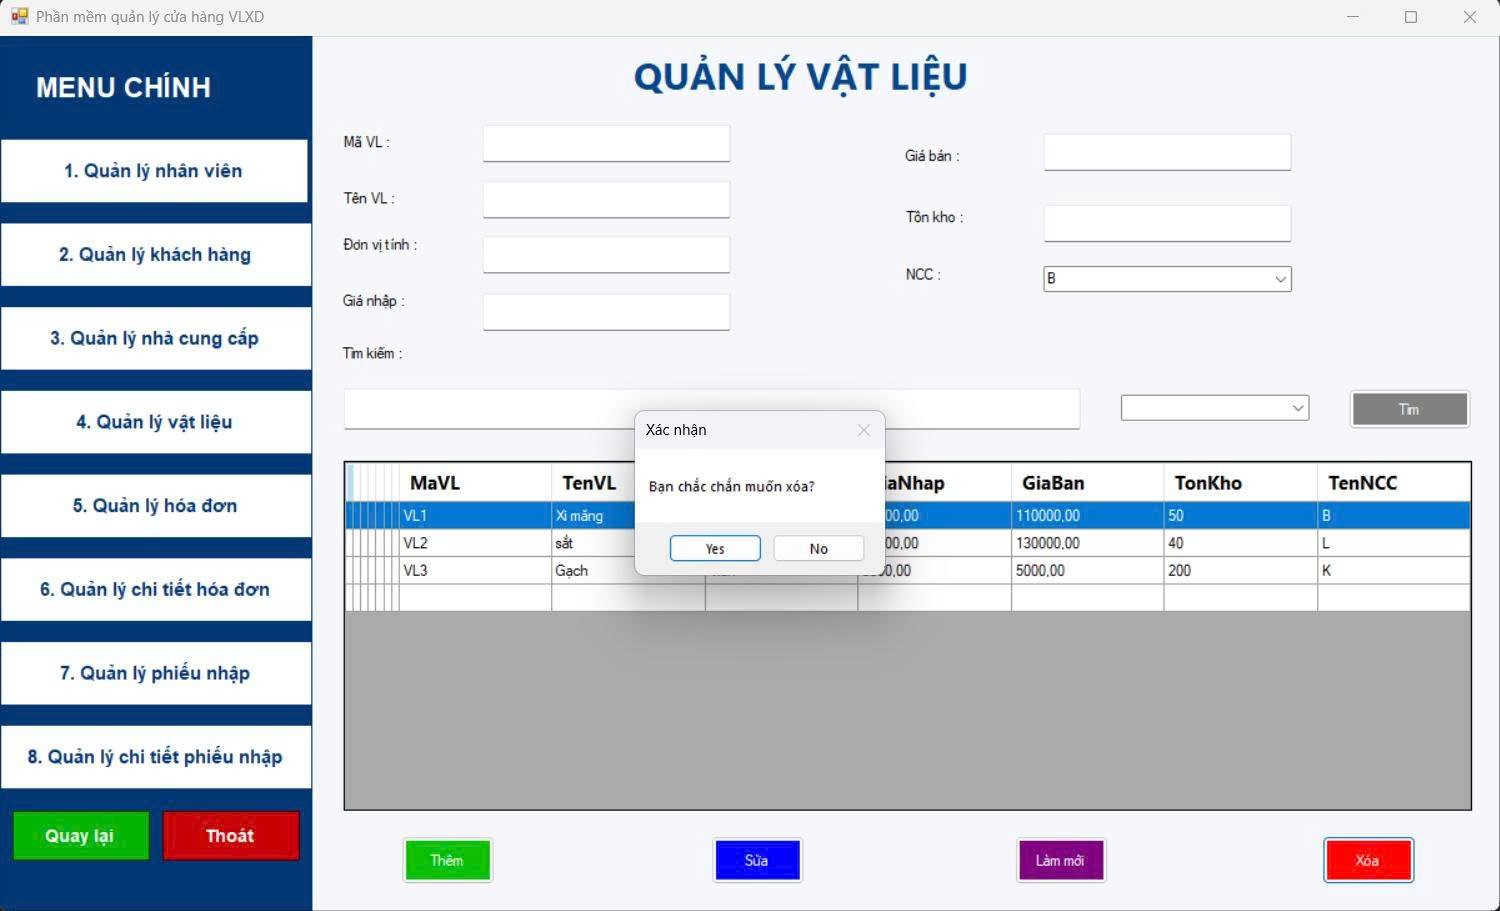 Phần mềm quản lý cửa hàng VLXD
MENU CHÍNH
1. Quản lý nhân viên
2. Quản lý khách hàng
3. Quản lý nhà cung cấp
4. Quản lý vật liệu
5. Quản lý hóa đơn
6. Quản lý chi tiết hóa đơn
7. Quản lý phiếu nhập
8. Quản lý chi tiết phiếu nhập
Quay lại Thoát
QUẢN LÝ VẬT LIỆU
Mã VL :
Tên VL :
Đơn vị tính :
Giá nhập :
Giá bán :
Tồn kho :
NCC : B
Tìm kiếm :
Tìm
Xác nhận
Bạn chắc chắn muốn xóa?
Yes No
MaVL TenVL iaNhap GiaBan TonKho TenNCC
VL1 Xi măng 00,00 110000,00 50 B
VL2 sắt 00,00 130000,00 40 L
VL3 Gạch 0,00 5000,00 200 K
Thêm Sửa Làm mới Xóa